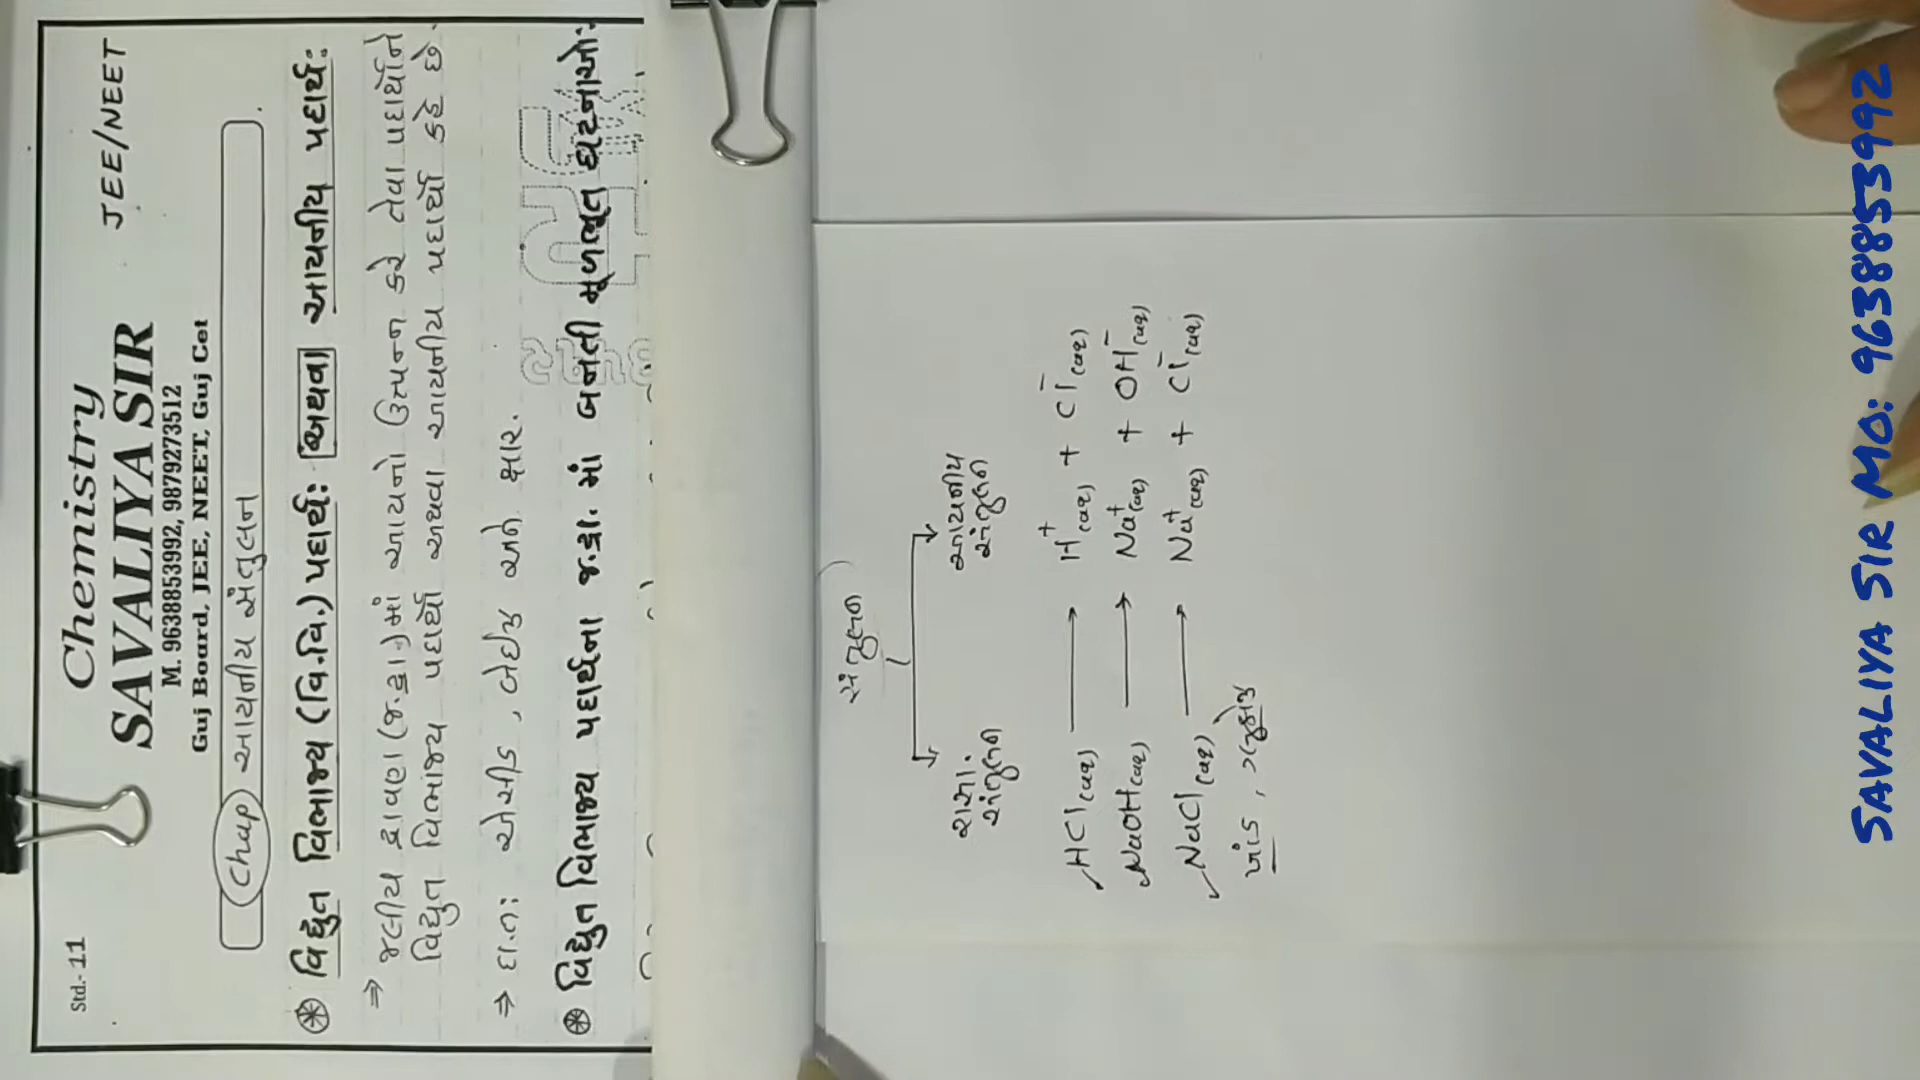 Std.- 11
Chemistry
JEE/NEET
SAVALIYA SIR
M. 9638853992, 9879273512
Guj Board, JEE, NEET, Guj Cet
Chap આયનીય સંતુલન
વિદ્યુત વિભાજ્ય (વિ.વિ.) પદાર્થ: અથવા આયનીય પદાર્થ:
⇒ જલીય દ્રાવણ (જ.દ્રા.)માં આયનો ઉત્પન્ન કરે તેવા પદાર્થોને
વિદ્યુત વિભાજ્ય પદાર્થો અથવા આયનીય પદાર્થો કહે છે.
⇒ દા.ત: એસીડ, બેઇઝ અને ક્ષાર.
વિદ્યુત વિભાજ્ય પદાર્થના જ.દ્રા. માં બનતી મૂળભૂત ઘટનાઓ:
સંતુલન
રાસા. સંતુલન
આયનીય સંતુલન
HCl(aq) ⟶ H⁺(aq) + Cl⁻(aq)
NaOH(aq) ⟶ Na⁺(aq) + OH⁻(aq)
NaCl(aq) ⟶ Na⁺(aq) + Cl⁻(aq)
ખાંડ, ગ્લુકોઝ
SAVALIYA SIR MO: 9638853992